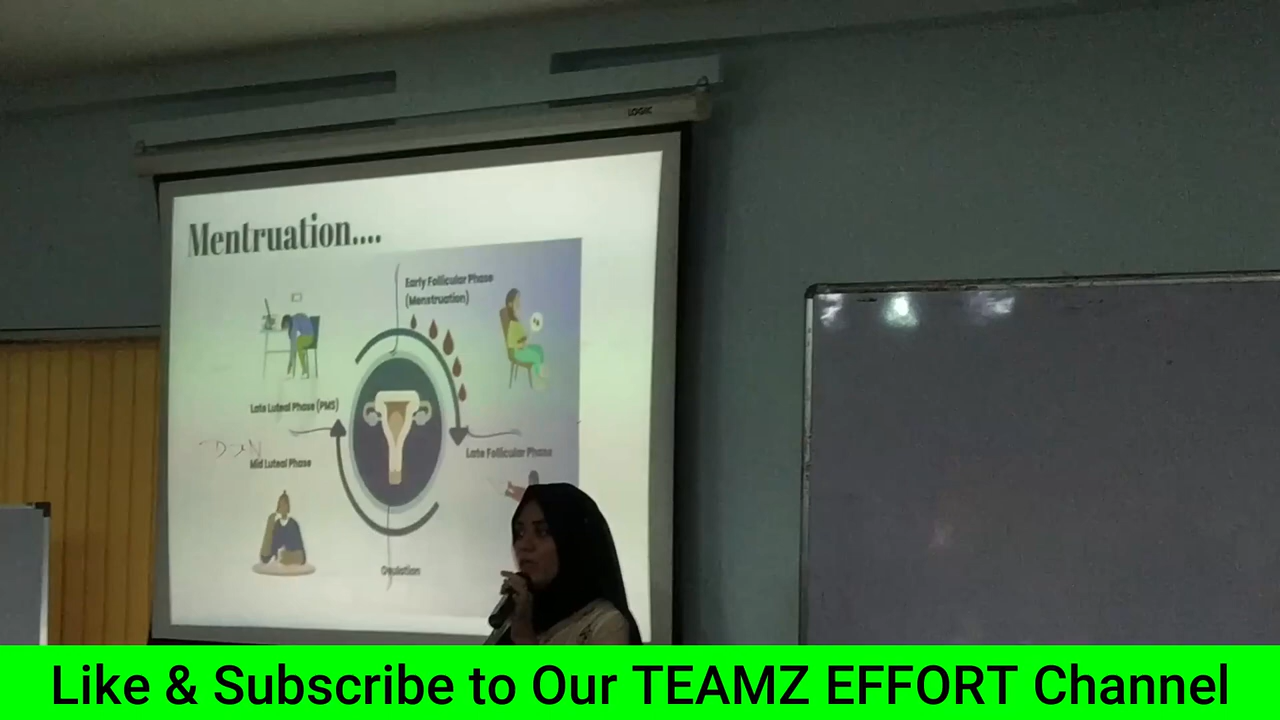 LOGIC
Mentruation....
Early Follicular Phase
(Menstruation)
Late Luteal Phase (PMS)
Mid Luteal Phase
Late Follicular Phase
Ovulation
Like & Subscribe to Our TEAMZ EFFORT Channel